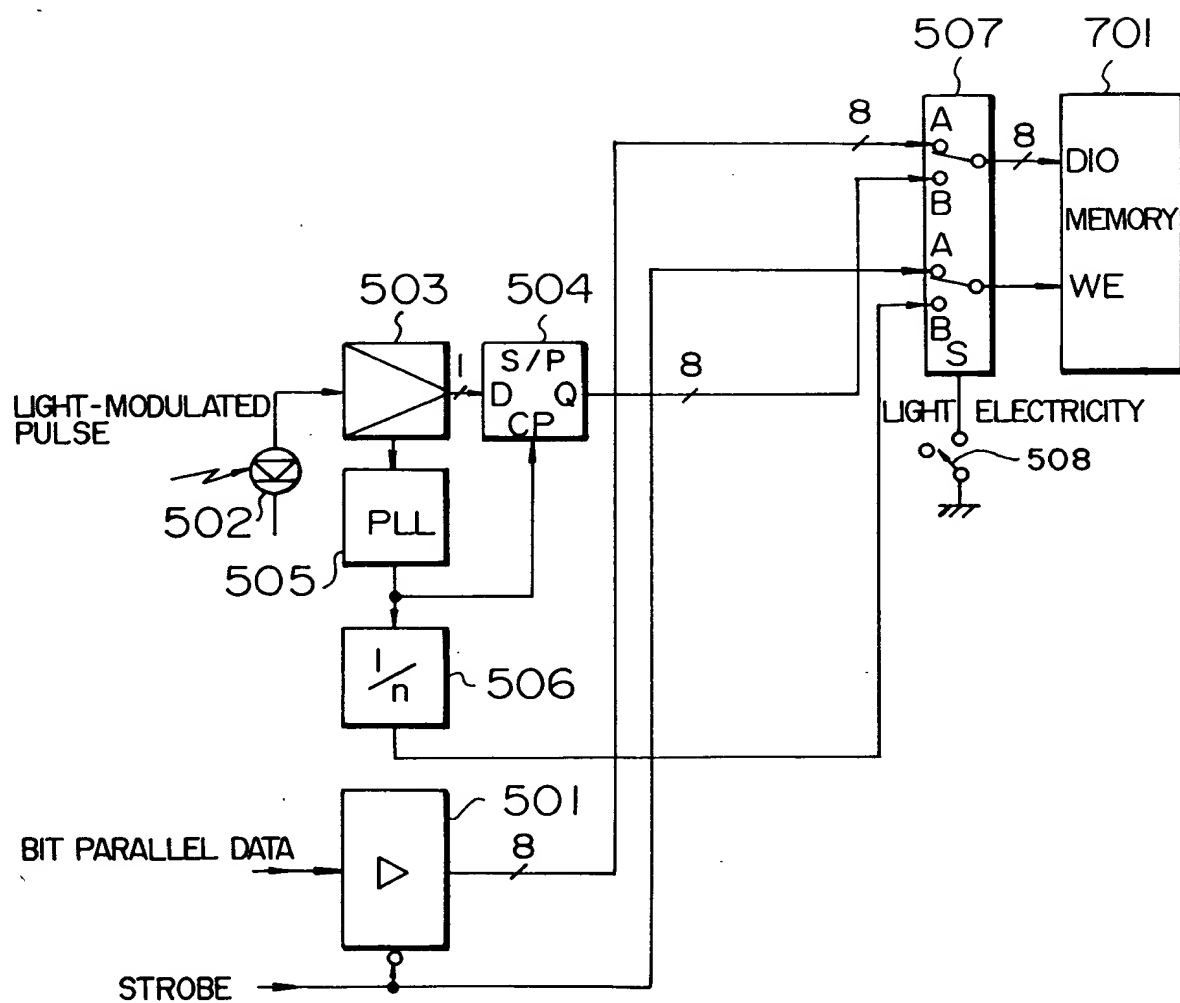 507
701
8
A
8
DIO
B
MEMORY
A
WE
B
S
503
504
1
S/P
D
Q
CP
8
LIGHT-MODULATED
PULSE
LIGHT ELECTRICITY
508
502
PLL
505
1/n
506
501
BIT PARALLEL DATA
8
STROBE